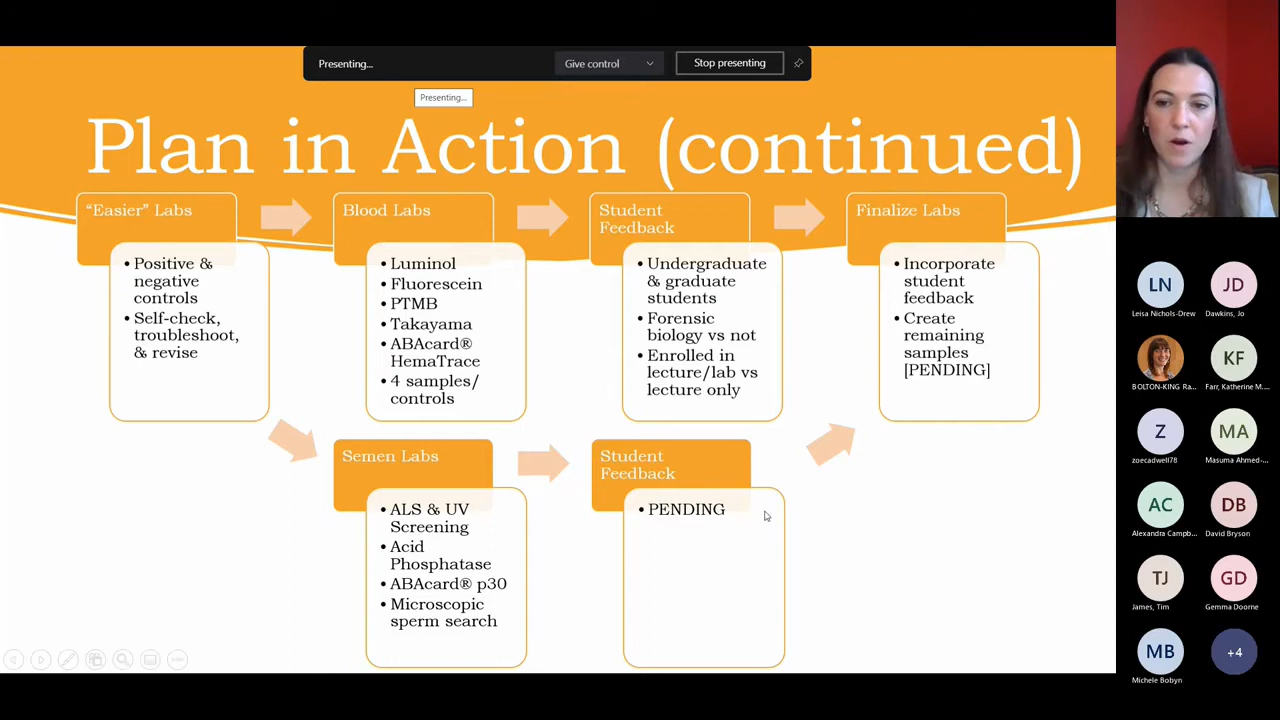 Presenting...
Give control
Stop presenting
Presenting...
Plan in Action (continued)
"Easier" Labs
• Positive &
negative
controls
• Self-check,
troubleshoot,
& revise
Blood Labs
• Luminol
• Fluorescein
• PTMB
• Takayama
• ABAcard®
HemaTrace
• 4 samples/
controls
Student
Feedback
• Undergraduate
& graduate
students
• Forensic
biology vs not
• Enrolled in
lecture/lab vs
lecture only
Finalize Labs
• Incorporate
student
feedback
• Create
remaining
samples
[PENDING]
Semen Labs
• ALS & UV
Screening
• Acid
Phosphatase
• ABAcard® p30
• Microscopic
sperm search
Student
Feedback
• PENDING
LN
Leisa Nichols-Drew
JD
Dawkins, Jo
BOLTON-KING Ra...
KF
Farr, Katherine M....
Z
zoecadwell78
MA
Masuma Ahmed-...
AC
Alexandra Campb...
DB
David Bryson
TJ
James, Tim
GD
Gemma Doorne
MB
Michele Bobyn
+4